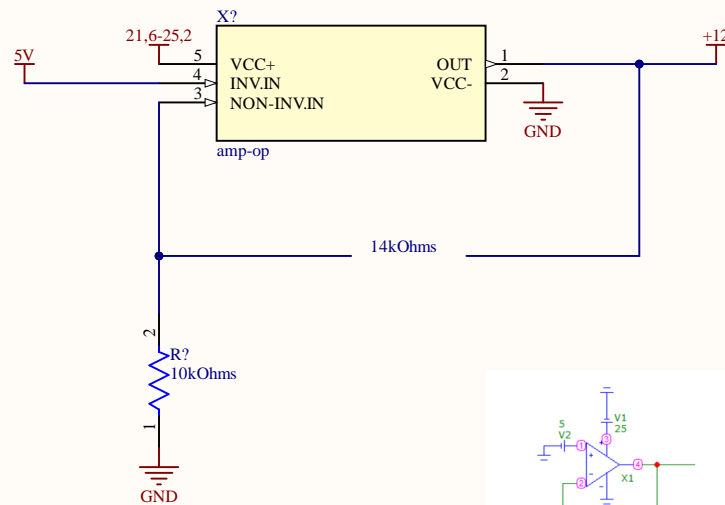 X?
21,6-25,2
+12
5V
5 VCC+ OUT 1
4 INV.IN VCC- 2
3 NON-INV.IN
GND
amp-op
14kOhms
2
R?
10kOhms
1
GND
5
V2
V1
25
1
3
4
2
X1